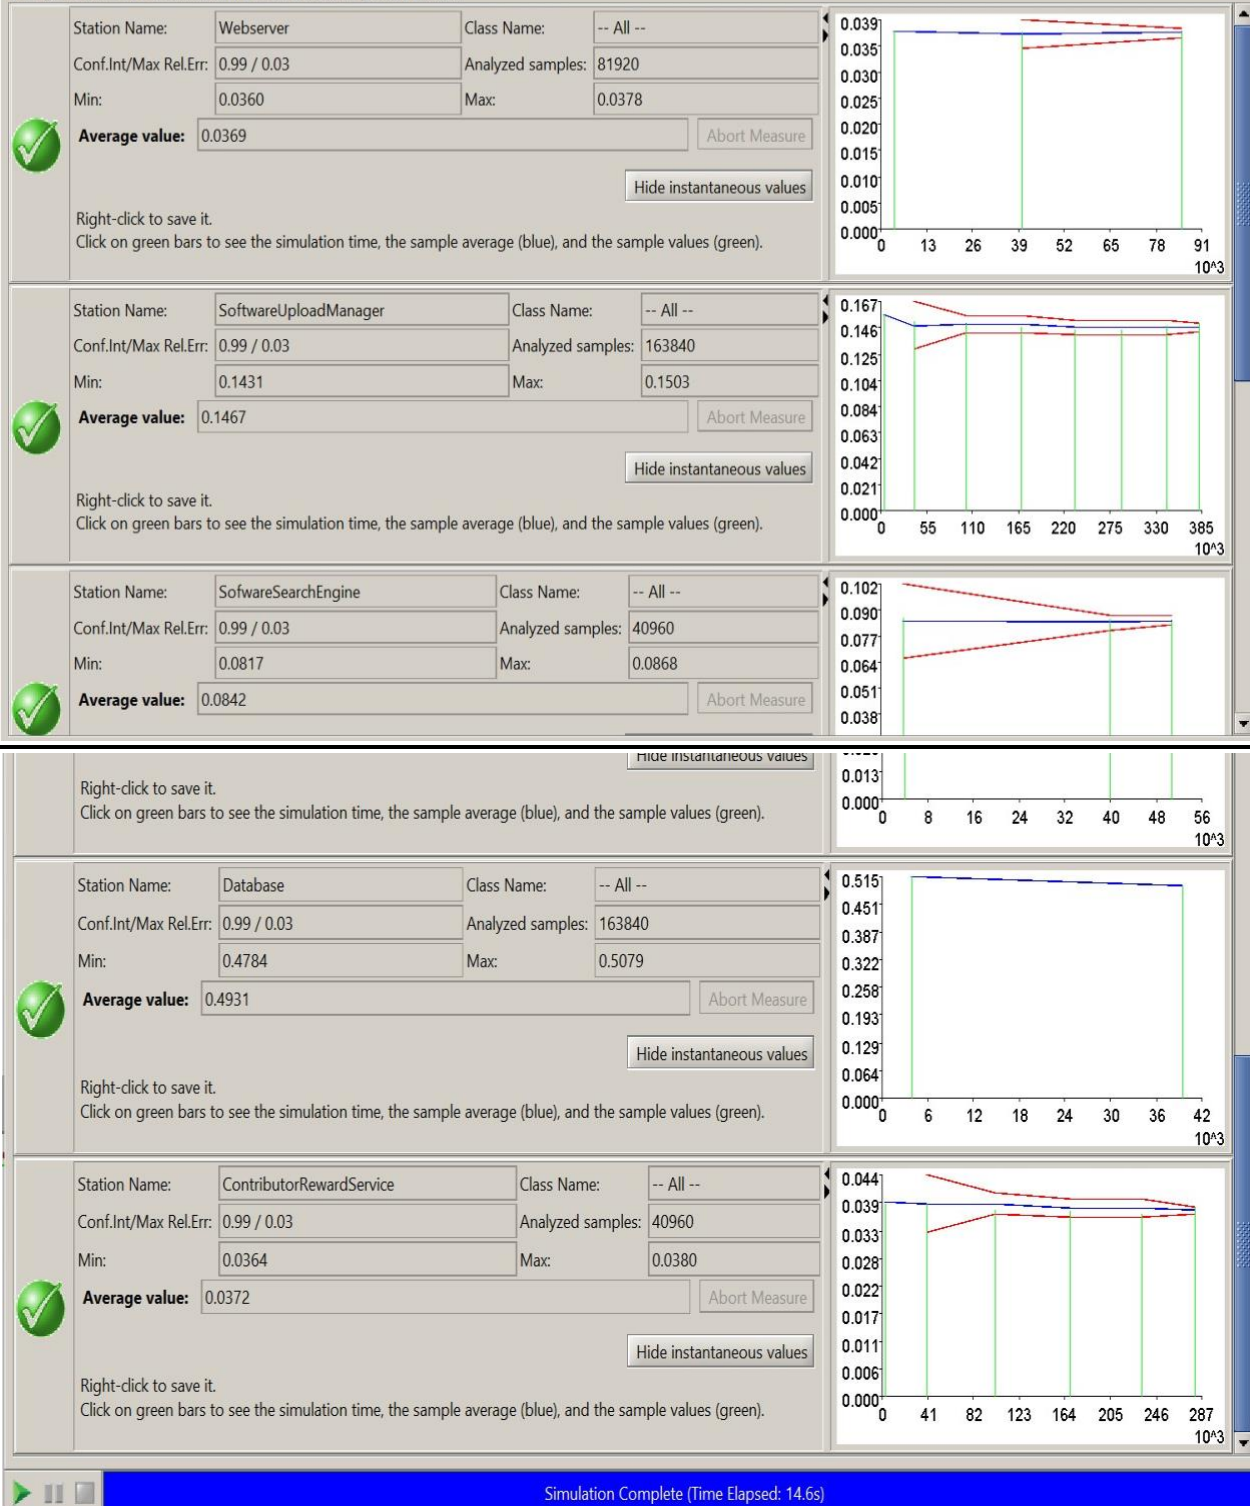 Station Name: Webserver Class Name: -- All --
Conf.Int/Max Rel.Err: 0.99 / 0.03 Analyzed samples: 81920
Min: 0.0360 Max: 0.0378
Average value: 0.0369 Abort Measure
Hide instantaneous values
Right-click to save it.
Click on green bars to see the simulation time, the sample average (blue), and the sample values (green).
0.039
0.035
0.030
0.025
0.020
0.015
0.010
0.005
0.000
0 13 26 39 52 65 78 91
10^3
Station Name: SoftwareUploadManager Class Name: -- All --
Conf.Int/Max Rel.Err: 0.99 / 0.03 Analyzed samples: 163840
Min: 0.1431 Max: 0.1503
Average value: 0.1467 Abort Measure
Hide instantaneous values
Right-click to save it.
Click on green bars to see the simulation time, the sample average (blue), and the sample values (green).
0.167
0.146
0.125
0.104
0.084
0.063
0.042
0.021
0.000
0 55 110 165 220 275 330 385
10^3
Station Name: SofwareSearchEngine Class Name: -- All --
Conf.Int/Max Rel.Err: 0.99 / 0.03 Analyzed samples: 40960
Min: 0.0817 Max: 0.0868
Average value: 0.0842 Abort Measure
0.102
0.090
0.077
0.064
0.051
0.038
Hide instantaneous values
Right-click to save it.
Click on green bars to see the simulation time, the sample average (blue), and the sample values (green).
0.013
0.000
0 8 16 24 32 40 48 56
10^3
Station Name: Database Class Name: -- All --
Conf.Int/Max Rel.Err: 0.99 / 0.03 Analyzed samples: 163840
Min: 0.4784 Max: 0.5079
Average value: 0.4931 Abort Measure
Hide instantaneous values
Right-click to save it.
Click on green bars to see the simulation time, the sample average (blue), and the sample values (green).
0.515
0.451
0.387
0.322
0.258
0.193
0.129
0.064
0.000
0 6 12 18 24 30 36 42
10^3
Station Name: ContributorRewardService Class Name: -- All --
Conf.Int/Max Rel.Err: 0.99 / 0.03 Analyzed samples: 40960
Min: 0.0364 Max: 0.0380
Average value: 0.0372 Abort Measure
Hide instantaneous values
Right-click to save it.
Click on green bars to see the simulation time, the sample average (blue), and the sample values (green).
0.044
0.039
0.033
0.028
0.022
0.017
0.011
0.006
0.000
0 41 82 123 164 205 246 287
10^3
Simulation Complete (Time Elapsed: 14.6s)